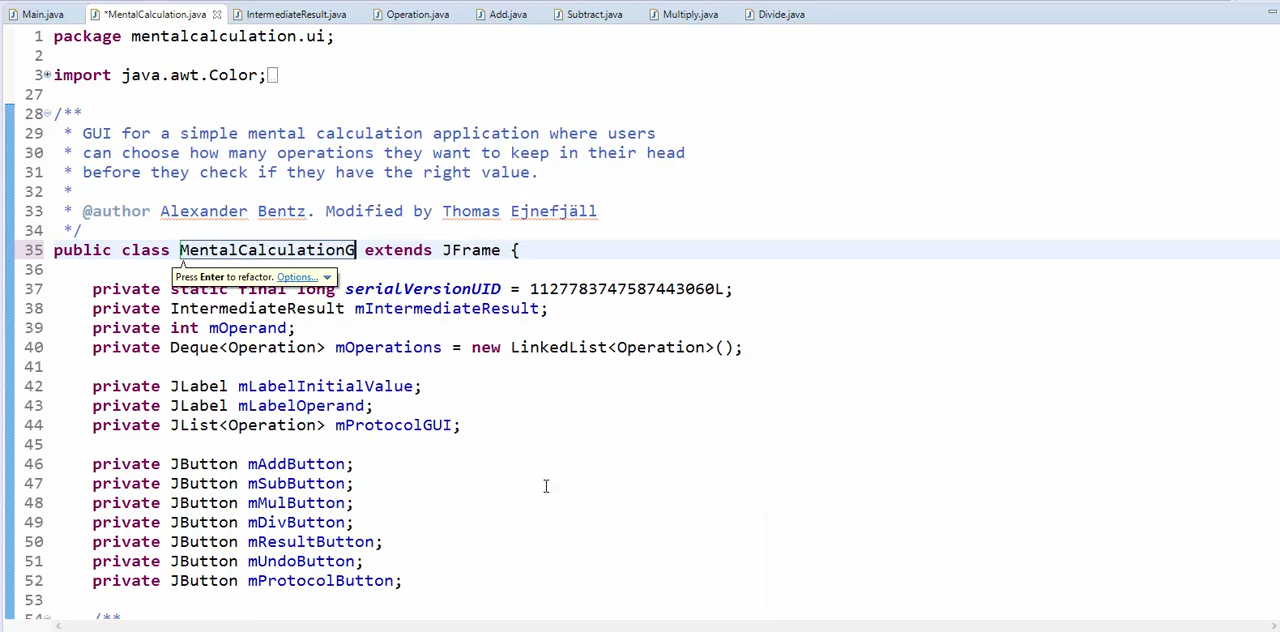 Main.java *MentalCalculation.java IntermediateResult.java Operation.java Add.java Subtract.java Multiply.java Divide.java
1 package mentalcalculation.ui;
2
3 import java.awt.Color;
27
28 /**
29 * GUI for a simple mental calculation application where users
30 * can choose how many operations they want to keep in their head
31 * before they check if they have the right value.
32 *
33 * @author Alexander Bentz. Modified by Thomas Ejnefjäll
34 */
35 public class MentalCalculationG extends JFrame {
36
Press Enter to refactor. Options...
37 private static final long serialVersionUID = 1127783747587443060L;
38 private IntermediateResult mIntermediateResult;
39 private int mOperand;
40 private Deque<Operation> mOperations = new LinkedList<Operation>();
41
42 private JLabel mLabelInitialValue;
43 private JLabel mLabelOperand;
44 private JList<Operation> mProtocolGUI;
45
46 private JButton mAddButton;
47 private JButton mSubButton;
48 private JButton mMulButton;
49 private JButton mDivButton;
50 private JButton mResultButton;
51 private JButton mUndoButton;
52 private JButton mProtocolButton;
53
54 /**